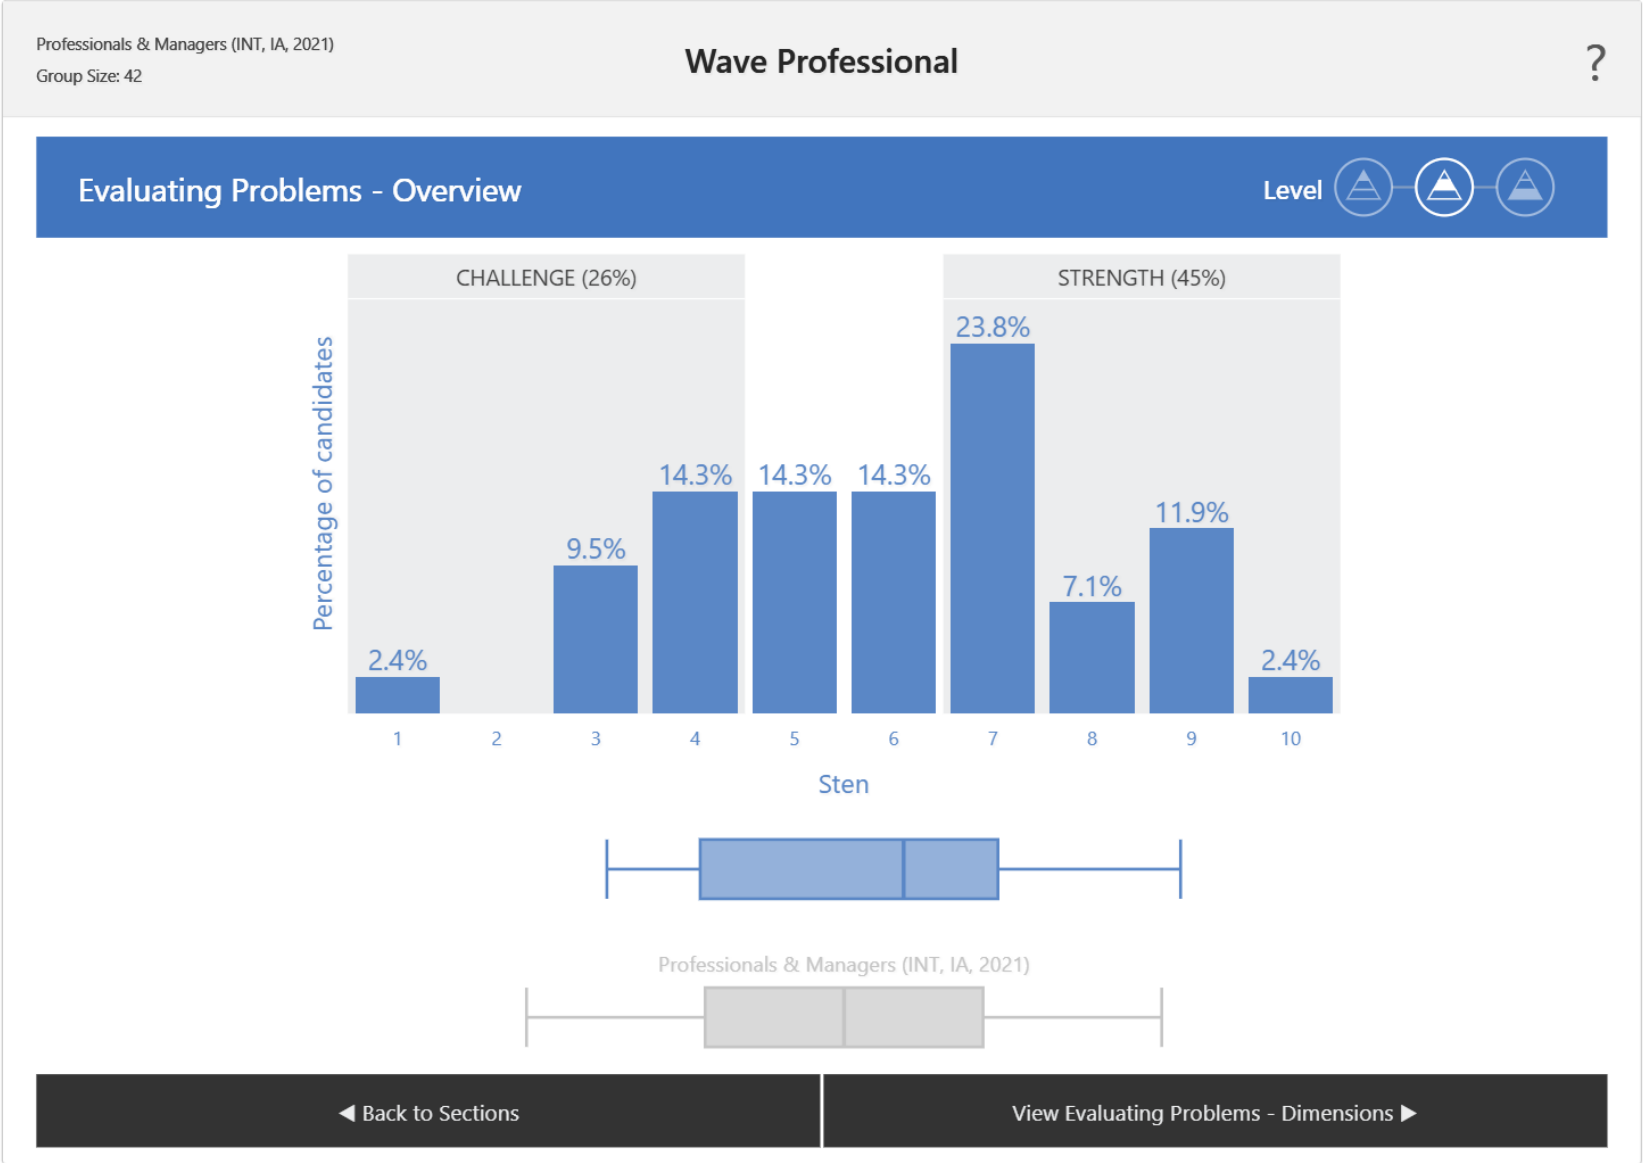 Professionals & Managers (INT, IA, 2021)
Group Size: 42
Wave Professional
?
Evaluating Problems - Overview
Level
CHALLENGE (26%)
STRENGTH (45%)
Percentage of candidates
2.4%
9.5%
14.3%
14.3%
14.3%
23.8%
7.1%
11.9%
2.4%
1 2 3 4 5 6 7 8 9 10
Sten
Professionals & Managers (INT, IA, 2021)
◀ Back to Sections
View Evaluating Problems - Dimensions ▶